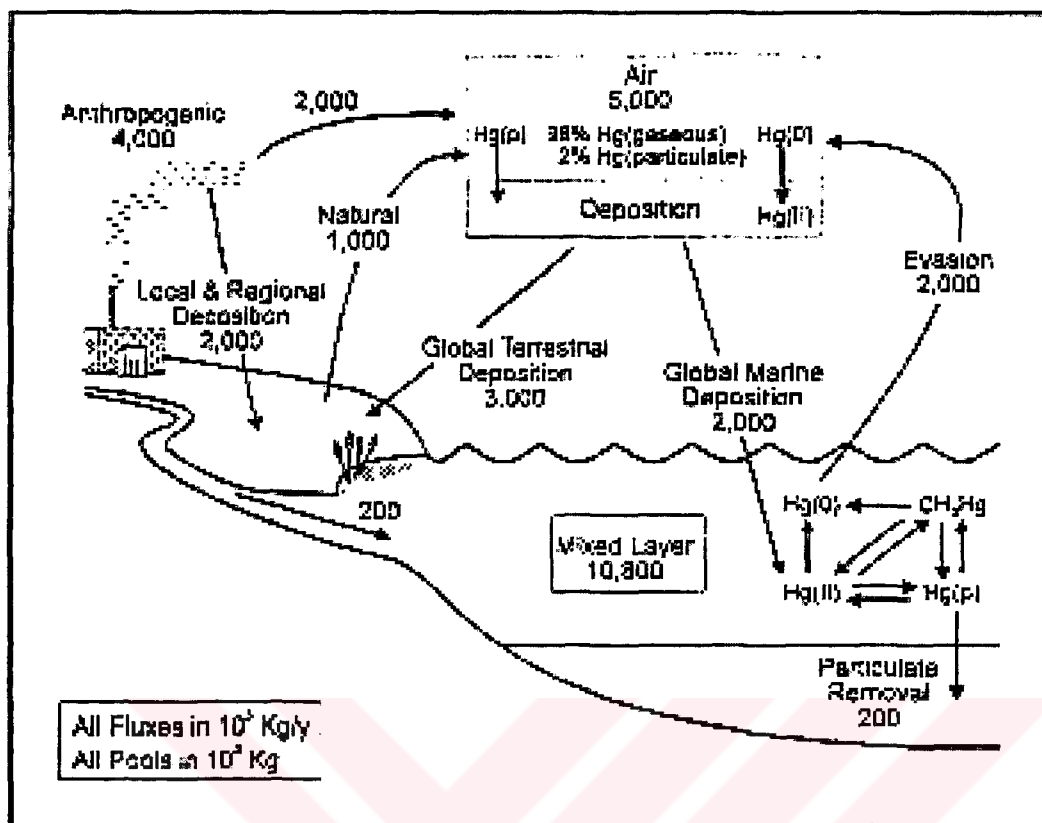 Air
5,000
2,000
Anthropogenic
4,000
Hg(p) 98% Hg(gaseous) Hg(0)
2% Hg(particulate)
Deposition
Hg(II)
Natural
1,000
Evasion
2,000
Local & Regional
Deposition
2,000
Global Terrestrial
Deposition
3,000
Global Marine
Deposition
2,000
200
Hg(0) CH3Hg
Mixed Layer
10,800
Hg(II) Hg(p)
Particulate
Removal
200
All Fluxes in Kg/y
All Pools in Kg